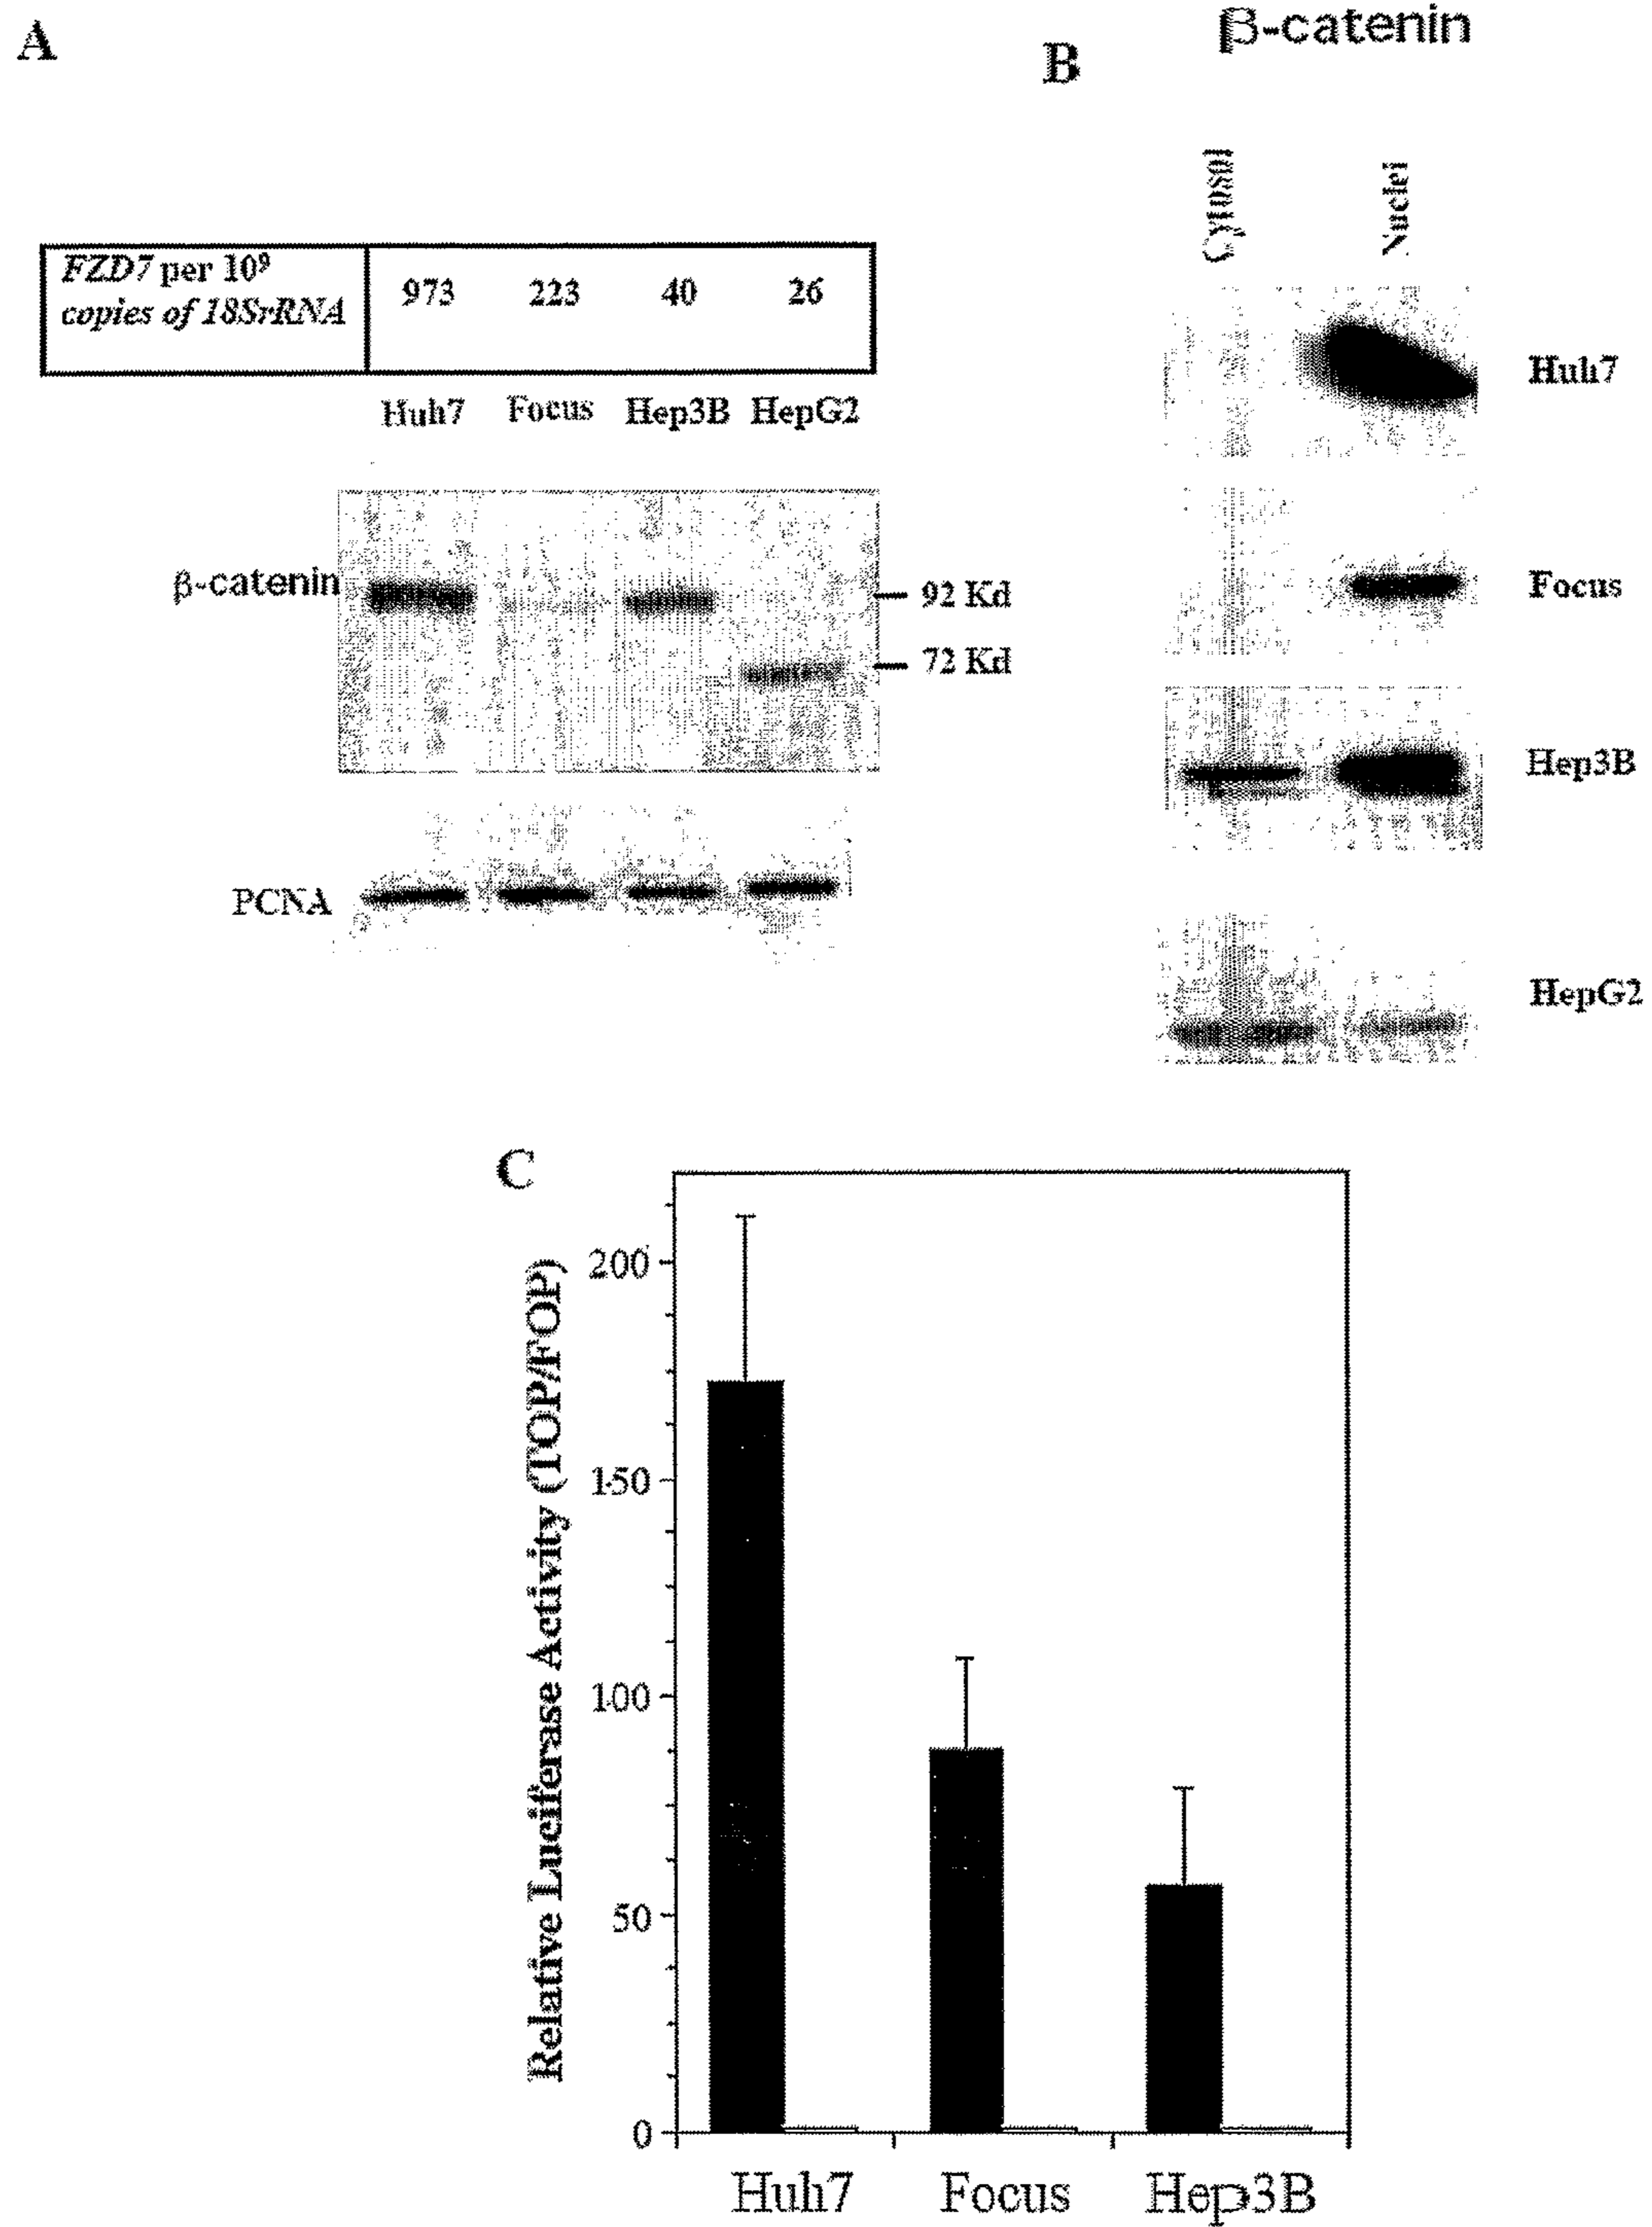 A
FZD7 per 10⁹
copies of 18SrRNA
973 223 40 26
Huh7 Focus Hep3B HepG2
β-catenin
92 Kd
72 Kd
PCNA
B
β-catenin
Cytosol
Nuclei
Huh7
Focus
Hep3B
HepG2
C
Relative Luciferase Activity (TOP/FOP)
200
150
100
50
0
Huh7 Focus Hep3B